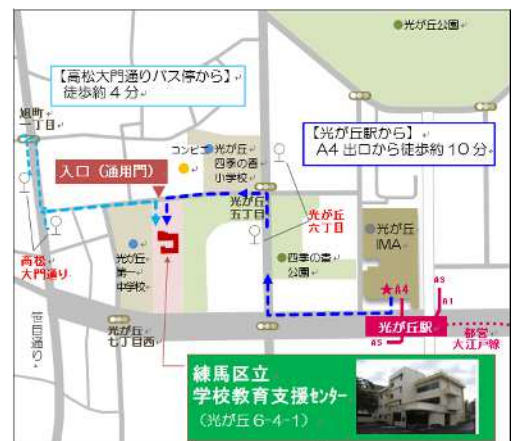 光が丘公園
【高松大門通りバス停から】
徒歩約4分
旭町
一丁目
【光が丘駅から】
A4出口から徒歩約10分
コンビニ
光が丘
四季の香
小学校
入口（通用門）
光が丘
五丁目
光が丘
六丁目
光が丘
IMA
高松
大門通り
光が丘
第一
中学校
四季の香
公園
★A4
A3
A1
笹目通り
光が丘
七丁目西
光が丘駅
A5
都営
大江戸線
練馬区立
学校教育支援センター
（光が丘6-4-1）